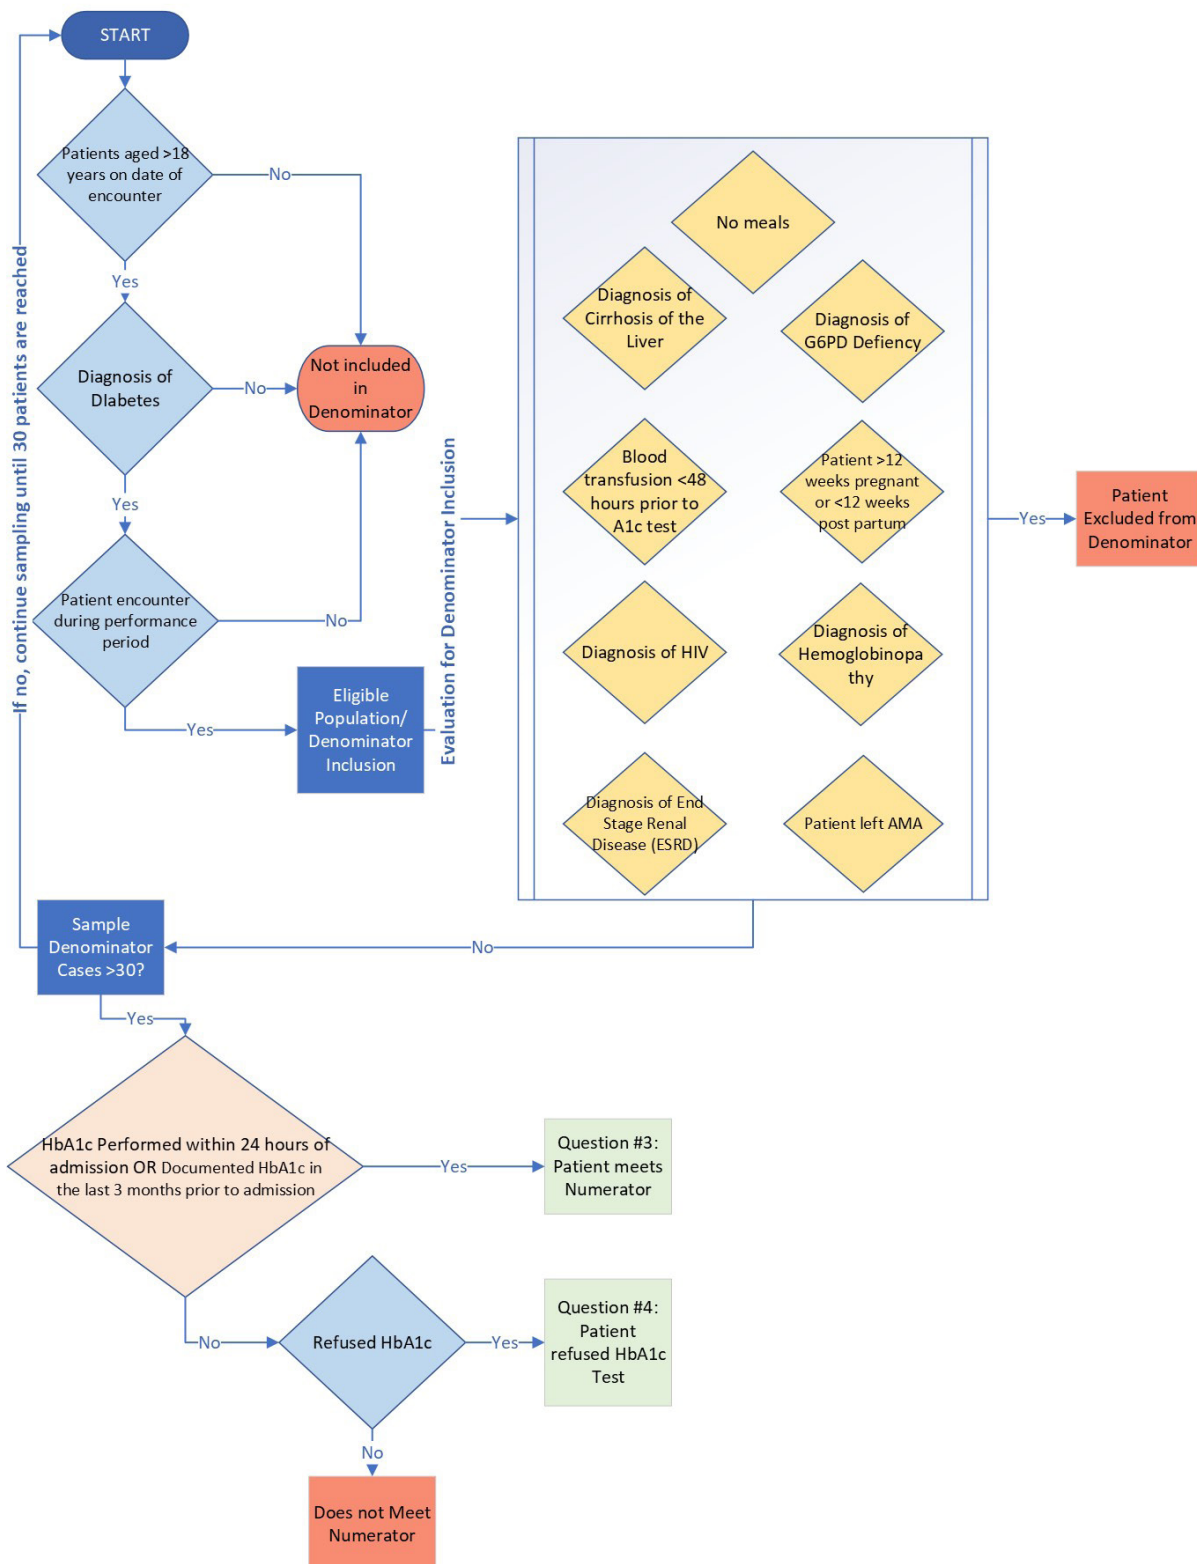 START
Patients aged >18
years on date of
encounter
No
Yes
Diagnosis of
DIabetes
No
Not included
in
Denominator
Yes
Patient encounter
during performance
period
No
Yes
Eligible
Population/
Denominator
Inclusion
If no, continue sampling until 30 patients are reached
Evaluation for Denominator Inclusion
No meals
Diagnosis of
Cirrhosis of the
Liver
Diagnosis of
G6PD Defiency
Blood
transfusion <48
hours prior to
A1c test
Patient >12
weeks pregnant
or <12 weeks
post partum
Diagnosis of HIV
Diagnosis of
Hemoglobinopa
thy
Diagnosis of End
Stage Renal
Disease (ESRD)
Patient left AMA
Yes
Patient
Excluded from
Denominator
No
Sample
Denominator
Cases >30?
Yes
HbA1c Performed within 24 hours of
admission OR Documented HbA1c in
the last 3 months prior to admission
Yes
Question #3:
Patient meets
Numerator
No
Refused HbA1c
Yes
Question #4:
Patient
refused HbA1c
Test
No
Does not Meet
Numerator